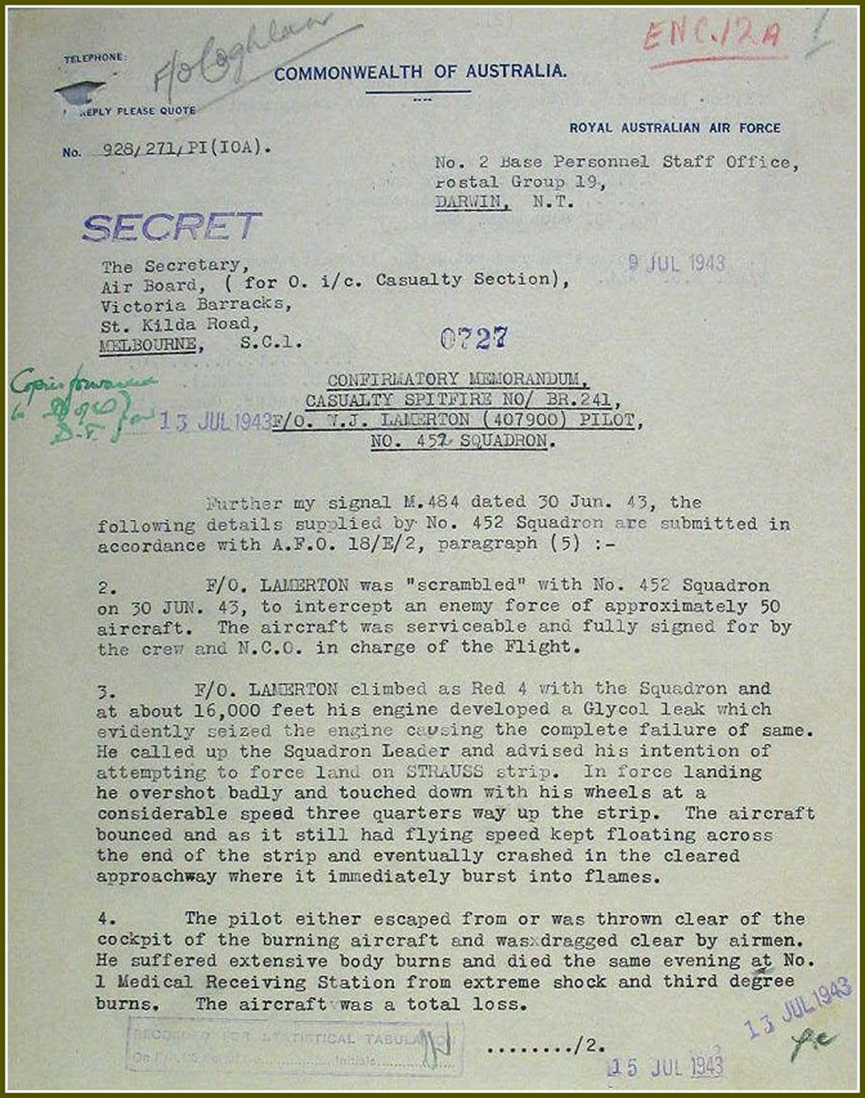 TELEPHONE:
F/O Coghlan
ENC. 12A
COMMONWEALTH OF AUSTRALIA.
REPLY PLEASE QUOTE
ROYAL AUSTRALIAN AIR FORCE
No. 928/271/PI(IOA).
No. 2 Base Personnel Staff Office,
Postal Group 19,
DARWIN, N.T.
SECRET
9 JUL 1943
The Secretary,
Air Board, ( for O. i/c. Casualty Section),
Victoria Barracks,
St. Kilda Road,
MELBOURNE, S.C.1.
0727
CONFIRMATORY MEMORANDUM,
CASUALTY SPITFIRE NO/ BR.241,
F/O. W.J. LAMERTON (407900) PILOT,
NO. 452 SQUADRON.
Copies forwarded
to
13 JUL 1943
Further my signal M.484 dated 30 Jun. 43, the
following details supplied by No. 452 Squadron are submitted in
accordance with A.F.O. 18/E/2, paragraph (5) :-
2. F/O. LAMERTON was "scrambled" with No. 452 Squadron
on 30 JUN. 43, to intercept an enemy force of approximately 50
aircraft. The aircraft was serviceable and fully signed for by
the crew and N.C.O. in charge of the Flight.
3. F/O. LAMERTON climbed as Red 4 with the Squadron and
at about 16,000 feet his engine developed a Glycol leak which
evidently seized the engine causing the complete failure of same.
He called up the Squadron Leader and advised his intention of
attempting to force land on STRAUSS strip. In force landing
he overshot badly and touched down with his wheels at a
considerable speed three quarters way up the strip. The aircraft
bounced and as it still had flying speed kept floating across
the end of the strip and eventually crashed in the cleared
approachway where it immediately burst into flames.
4. The pilot either escaped from or was thrown clear of the
cockpit of the burning aircraft and was dragged clear by airmen.
He suffered extensive body burns and died the same evening at No.
1 Medical Receiving Station from extreme shock and third degree
burns. The aircraft was a total loss.
13 JUL 1943
RECORDED FOR STATISTICAL TABULATION
Initials
......../2.
15 JUL 1943